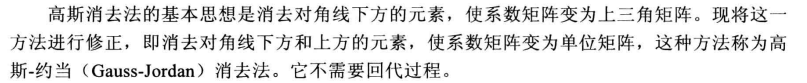 高斯消去法的基本思想是消去对角线下方的元素，使系数矩阵变为上三角矩阵。现将这一
方法进行修正，即消去对角线下方和上方的元素，使系数矩阵变为单位矩阵，这种方法称为高
斯-约当（Gauss-Jordan）消去法。它不需要回代过程。